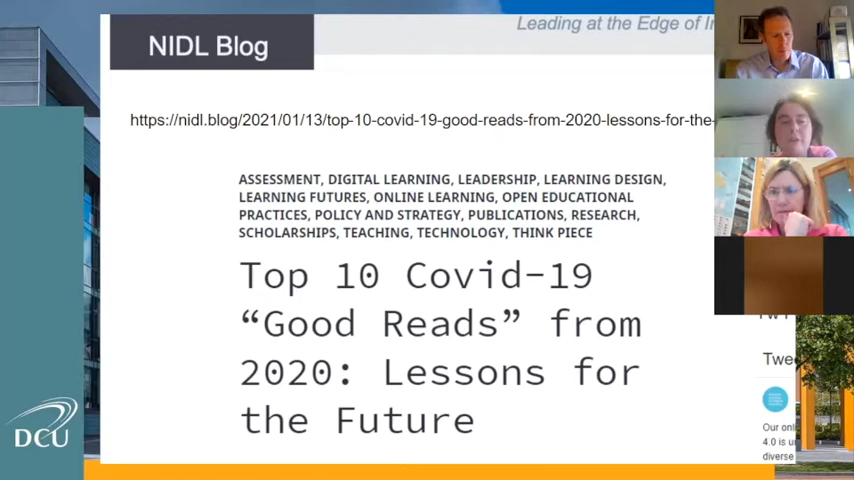 Leading at the Edge of
NIDL Blog
https://nidl.blog/2021/01/13/top-10-covid-19-good-reads-from-2020-lessons-for-the-
ASSESSMENT, DIGITAL LEARNING, LEADERSHIP, LEARNING DESIGN,
LEARNING FUTURES, ONLINE LEARNING, OPEN EDUCATIONAL
PRACTICES, POLICY AND STRATEGY, PUBLICATIONS, RESEARCH,
SCHOLARSHIPS, TEACHING, TECHNOLOGY, THINK PIECE
Top 10 Covid-19
“Good Reads” from
2020: Lessons for
the Future
DCU
Twe
Our onli
4.0 is u
diverse